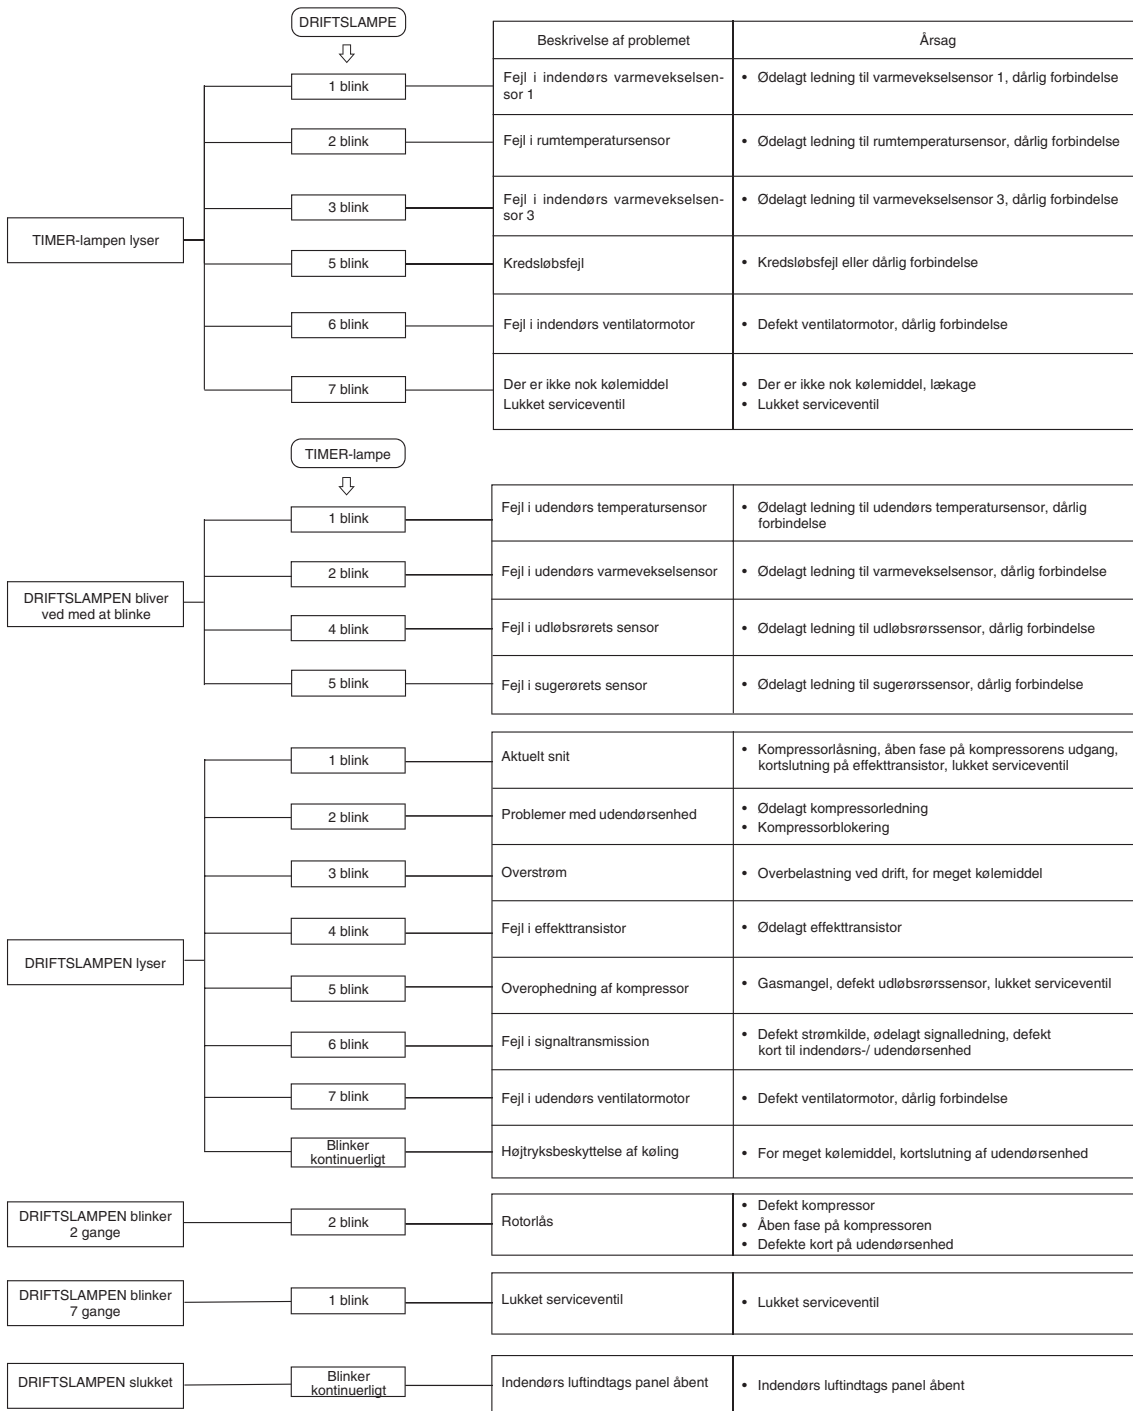 DRIFTSLAMPE
Beskrivelse af problemet
Årsag
TIMER-lampen lyser
1 blink
Fejl i indendørs varmevekselsen-
sor 1
• Ødelagt ledning til varmevekselsensor 1, dårlig forbindelse
2 blink
Fejl i rumtemperatursensor
• Ødelagt ledning til rumtemperatursensor, dårlig forbindelse
3 blink
Fejl i indendørs varmevekselsen-
sor 3
• Ødelagt ledning til varmevekselsensor 3, dårlig forbindelse
5 blink
Kredsløbsfejl
• Kredsløbsfejl eller dårlig forbindelse
6 blink
Fejl i indendørs ventilatormotor
• Defekt ventilatormotor, dårlig forbindelse
7 blink
Der er ikke nok kølemiddel
Lukket serviceventil
• Der er ikke nok kølemiddel, lækage
• Lukket serviceventil
TIMER-lampe
DRIFTSLAMPEN bliver
ved med at blinke
1 blink
Fejl i udendørs temperatursensor
• Ødelagt ledning til udendørs temperatursensor, dårlig
forbindelse
2 blink
Fejl i udendørs varmevekselsensor
• Ødelagt ledning til varmevekselsensor, dårlig forbindelse
4 blink
Fejl i udløbsrørets sensor
• Ødelagt ledning til udløbsrørssensor, dårlig forbindelse
5 blink
Fejl i sugerørets sensor
• Ødelagt ledning til sugerørssensor, dårlig forbindelse
DRIFTSLAMPEN lyser
1 blink
Aktuelt snit
• Kompressorlåsning, åben fase på kompressorens udgang,
kortslutning på effekttransistor, lukket serviceventil
2 blink
Problemer med udendørsenhed
• Ødelagt kompressorledning
• Kompressorblokering
3 blink
Overstrøm
• Overbelastning ved drift, for meget kølemiddel
4 blink
Fejl i effekttransistor
• Ødelagt effekttransistor
5 blink
Overophedning af kompressor
• Gasmangel, defekt udløbsrørssensor, lukket serviceventil
6 blink
Fejl i signaltransmission
• Defekt strømkilde, ødelagt signalledning, defekt
kort til indendørs-/ udendørsenhed
7 blink
Fejl i udendørs ventilatormotor
• Defekt ventilatormotor, dårlig forbindelse
Blinker
kontinuerligt
Højtryksbeskyttelse af køling
• For meget kølemiddel, kortslutning af udendørsenhed
DRIFTSLAMPEN blinker
2 gange
2 blink
Rotorlås
• Defekt kompressor
• Åben fase på kompressoren
• Defekte kort på udendørsenhed
DRIFTSLAMPEN blinker
7 gange
1 blink
Lukket serviceventil
• Lukket serviceventil
DRIFTSLAMPEN slukket
Blinker
kontinuerligt
Indendørs luftindtags panel åbent
• Indendørs luftindtags panel åbent